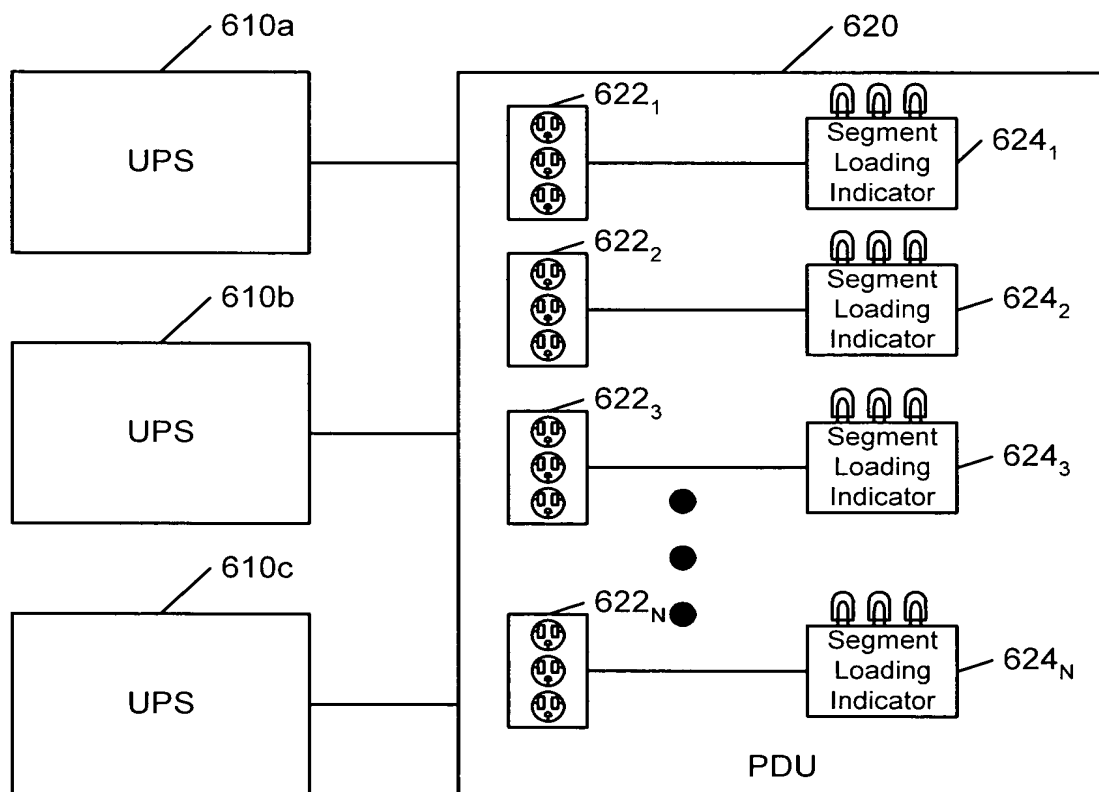 610a
620
UPS
622₁
Segment
Loading
Indicator
624₁
610b
UPS
622₂
Segment
Loading
Indicator
624₂
622₃
Segment
Loading
Indicator
624₃
610c
UPS
622N
Segment
Loading
Indicator
624N
PDU